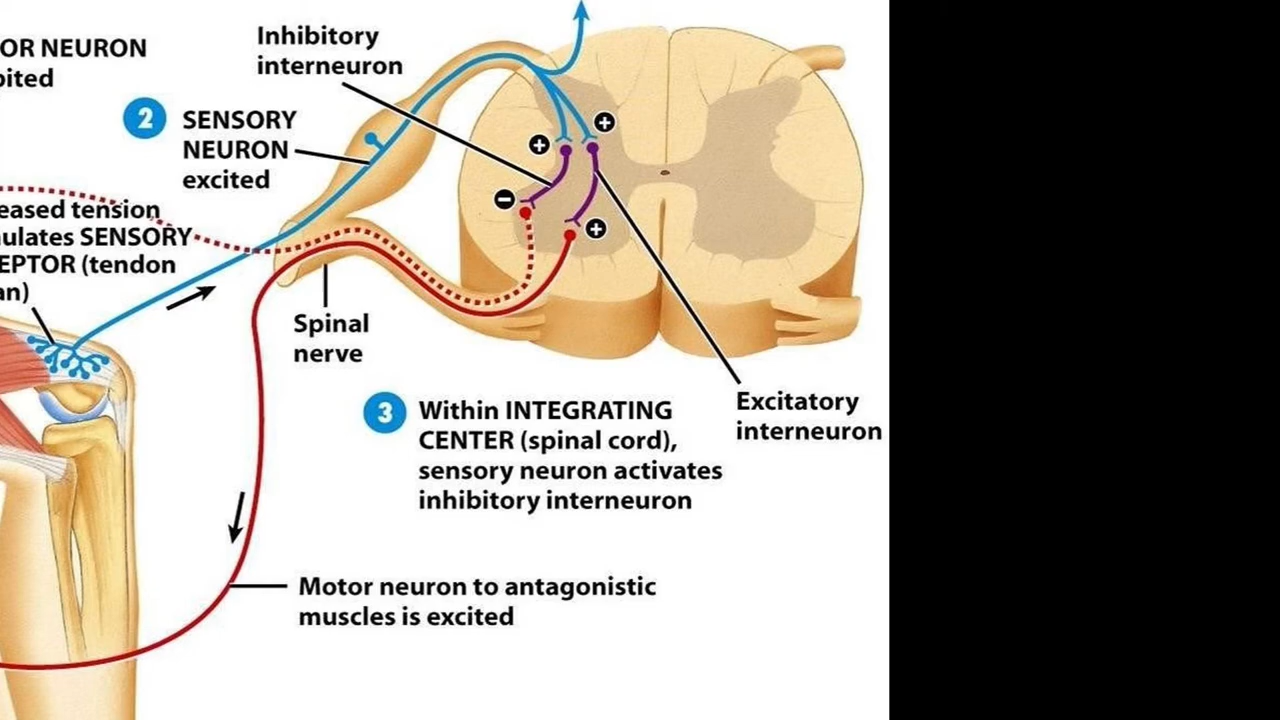 OR NEURON
bited
Inhibitory
interneuron
2 SENSORY
NEURON
excited
eased tension
ulates SENSORY
EPTOR (tendon
an)
Spinal
nerve
3 Within INTEGRATING
CENTER (spinal cord),
sensory neuron activates
inhibitory interneuron
Excitatory
interneuron
Motor neuron to antagonistic
muscles is excited
+
+
−
+